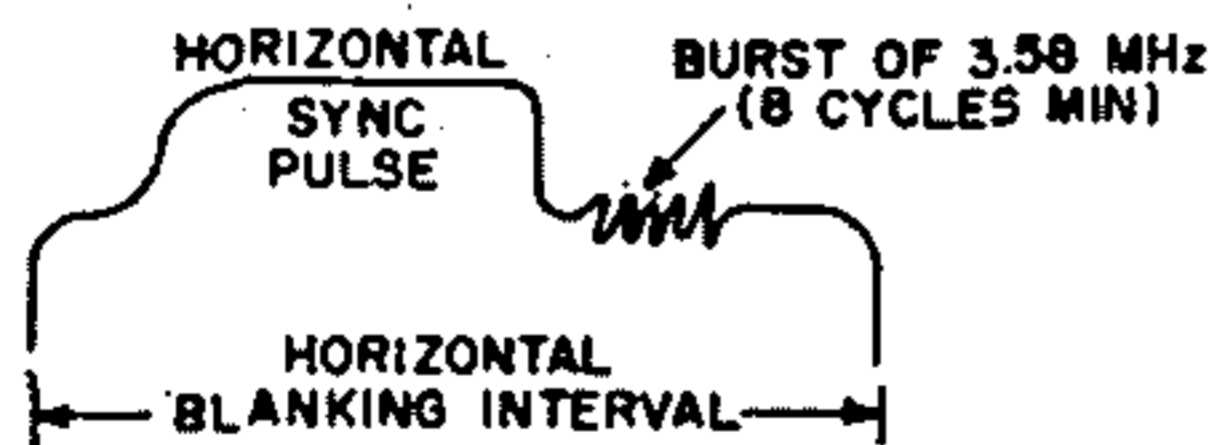 HORIZONTAL
SYNC
PULSE
BURST OF 3.58 MHz
(8 CYCLES MIN)
HORIZONTAL
BLANKING INTERVAL